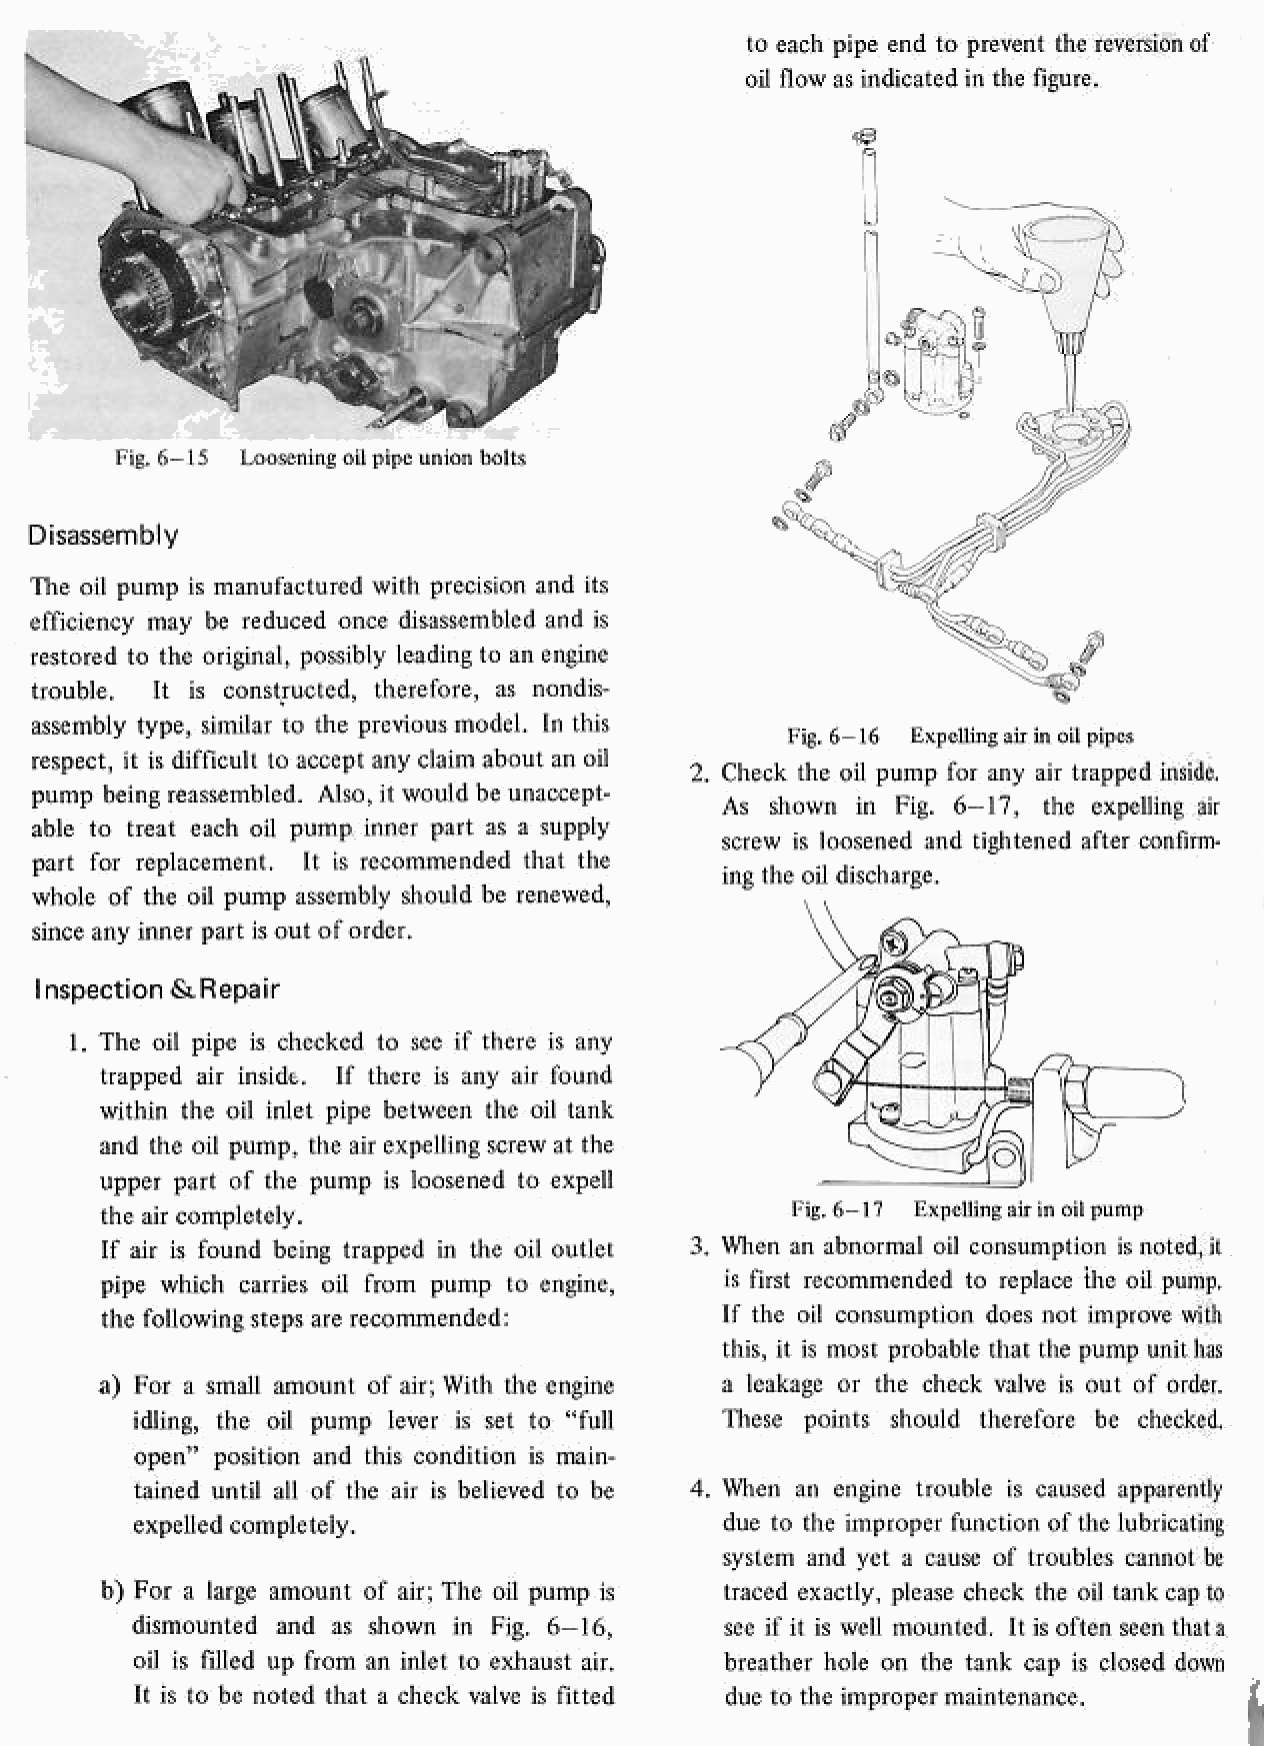 Fig. 6–15 Loosening oil pipe union bolts
Disassembly
The oil pump is manufactured with precision and its
efficiency may be reduced once disassembled and is
restored to the original, possibly leading to an engine
trouble. It is constructed, therefore, as nondis-
assembly type, similar to the previous model. In this
respect, it is difficult to accept any claim about an oil
pump being reassembled. Also, it would be unaccept-
able to treat each oil pump inner part as a supply
part for replacement. It is recommended that the
whole of the oil pump assembly should be renewed,
since any inner part is out of order.
Inspection & Repair
1. The oil pipe is checked to see if there is any
trapped air inside. If there is any air found
within the oil inlet pipe between the oil tank
and the oil pump, the air expelling screw at the
upper part of the pump is loosened to expell
the air completely.
If air is found being trapped in the oil outlet
pipe which carries oil from pump to engine,
the following steps are recommended:
a) For a small amount of air; With the engine
idling, the oil pump lever is set to “full
open” position and this condition is main-
tained until all of the air is believed to be
expelled completely.
b) For a large amount of air; The oil pump is
dismounted and as shown in Fig. 6–16,
oil is filled up from an inlet to exhaust air.
It is to be noted that a check valve is fitted
to each pipe end to prevent the reversion of
oil flow as indicated in the figure.
Fig. 6–16 Expelling air in oil pipes
2. Check the oil pump for any air trapped inside.
As shown in Fig. 6–17, the expelling air
screw is loosened and tightened after confirm-
ing the oil discharge.
Fig. 6–17 Expelling air in oil pump
3. When an abnormal oil consumption is noted, it
is first recommended to replace the oil pump.
If the oil consumption does not improve with
this, it is most probable that the pump unit has
a leakage or the check valve is out of order.
These points should therefore be checked.
4. When an engine trouble is caused apparently
due to the improper function of the lubricating
system and yet a cause of troubles cannot be
traced exactly, please check the oil tank cap to
see if it is well mounted. It is often seen that a
breather hole on the tank cap is closed down
due to the improper maintenance.